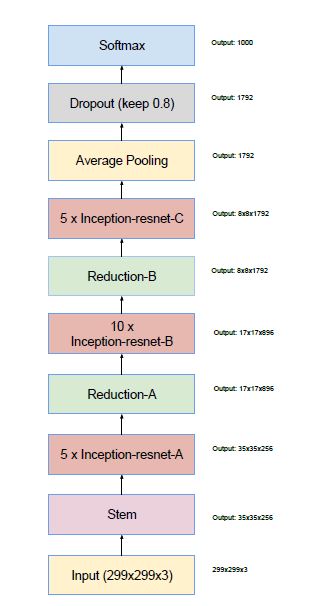 Softmax
Output: 1000
Dropout (keep 0.8)
Output: 1792
Average Pooling
Output: 1792
5 x Inception-resnet-C
Output: 8x8x1792
Reduction-B
Output: 8x8x1792
10 x
Inception-resnet-B
Output: 17x17x896
Reduction-A
Output: 17x17x896
5 x Inception-resnet-A
Output: 35x35x256
Stem
Output: 35x35x256
Input (299x299x3)
299x299x3